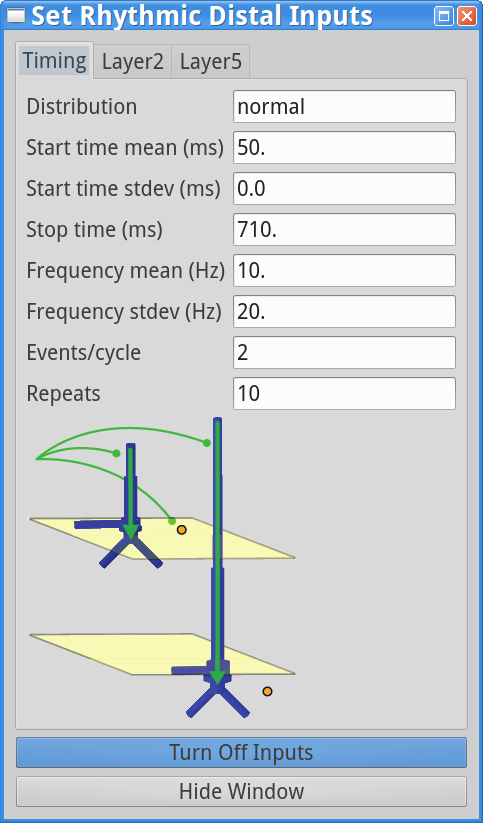 Set Rhythmic Distal Inputs
Timing Layer2 Layer5
Distribution normal
Start time mean (ms) 50.
Start time stdev (ms) 0.0
Stop time (ms) 710.
Frequency mean (Hz) 10.
Frequency stdev (Hz) 20.
Events/cycle 2
Repeats 10
Turn Off Inputs
Hide Window